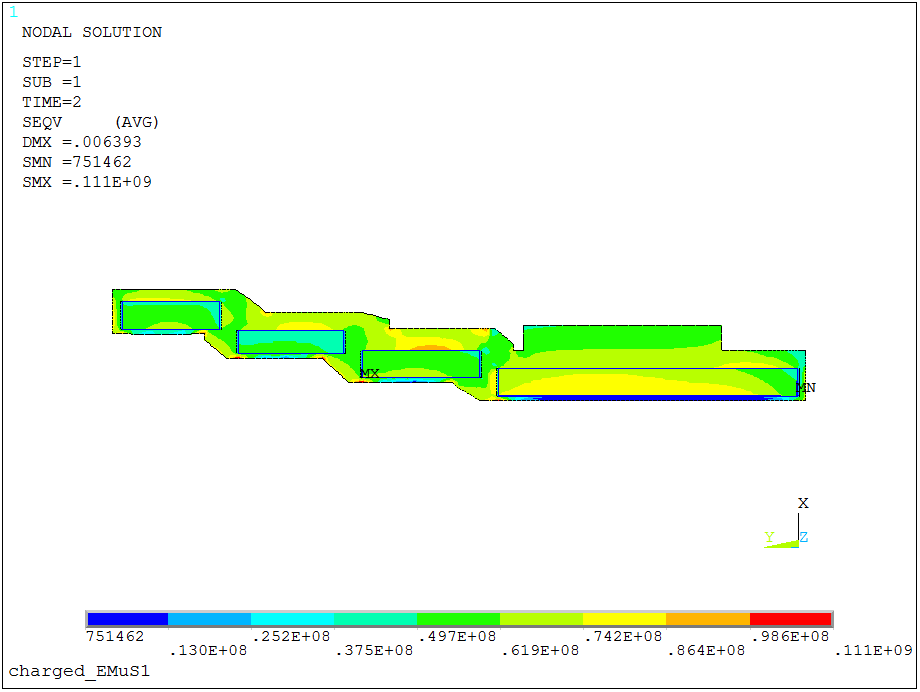 1
NODAL SOLUTION
STEP=1
SUB =1
TIME=2
SEQV (AVG)
DMX =.006393
SMN =751462
SMX =.111E+09
MX
MN
X
Y Z
751462 .252E+08 .497E+08 .742E+08 .986E+08
.130E+08 .375E+08 .619E+08 .864E+08 .111E+09
charged_EMuS1